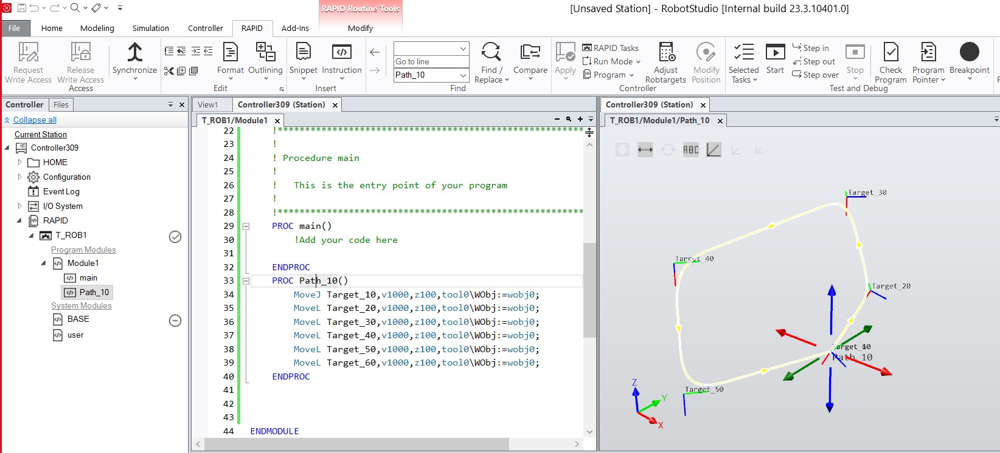 RAPID Routine Tools
[Unsaved Station] - RobotStudio [Internal build 23.3.10401.0]
File Home Modeling Simulation Controller RAPID Add-Ins Modify
Request Write Access
Release Write Access
Access
Synchronize
Format
Outlining
Edit
Snippet
Instruction
Insert
Go to line
Path_10
Find / Replace
Compare
Find
Apply
RAPID Tasks
Run Mode
Program
Adjust Robtargets
Modify Position
Controller
Selected Tasks
Start
Step in
Step out
Step over
Stop
Check Program
Program Pointer
Breakpoint
Test and Debug
Controller Files
Collapse all
Current Station
Controller309
HOME
Configuration
Event Log
I/O System
RAPID
T_ROB1
Program Modules
Module1
main
Path_10
System Modules
BASE
user
View1 Controller309 (Station)
T_ROB1/Module1
22 !********************************************************
23 !
24 ! Procedure main
25 !
26 ! This is the entry point of your program
27 !
28 !********************************************************
29 PROC main()
30 !Add your code here
31
32 ENDPROC
33 PROC Path_10()
34 MoveJ Target_10,v1000,z100,tool0\WObj:=wobj0;
35 MoveL Target_20,v1000,z100,tool0\WObj:=wobj0;
36 MoveL Target_30,v1000,z100,tool0\WObj:=wobj0;
37 MoveL Target_40,v1000,z100,tool0\WObj:=wobj0;
38 MoveL Target_50,v1000,z100,tool0\WObj:=wobj0;
39 MoveL Target_60,v1000,z100,tool0\WObj:=wobj0;
40 ENDPROC
41
42
43
44 ENDMODULE
Controller309 (Station)
T_ROB1/Module1/Path_10
ABC
Target_30
Target_40
Target_20
Path_10
Target_50
Z
Y
X